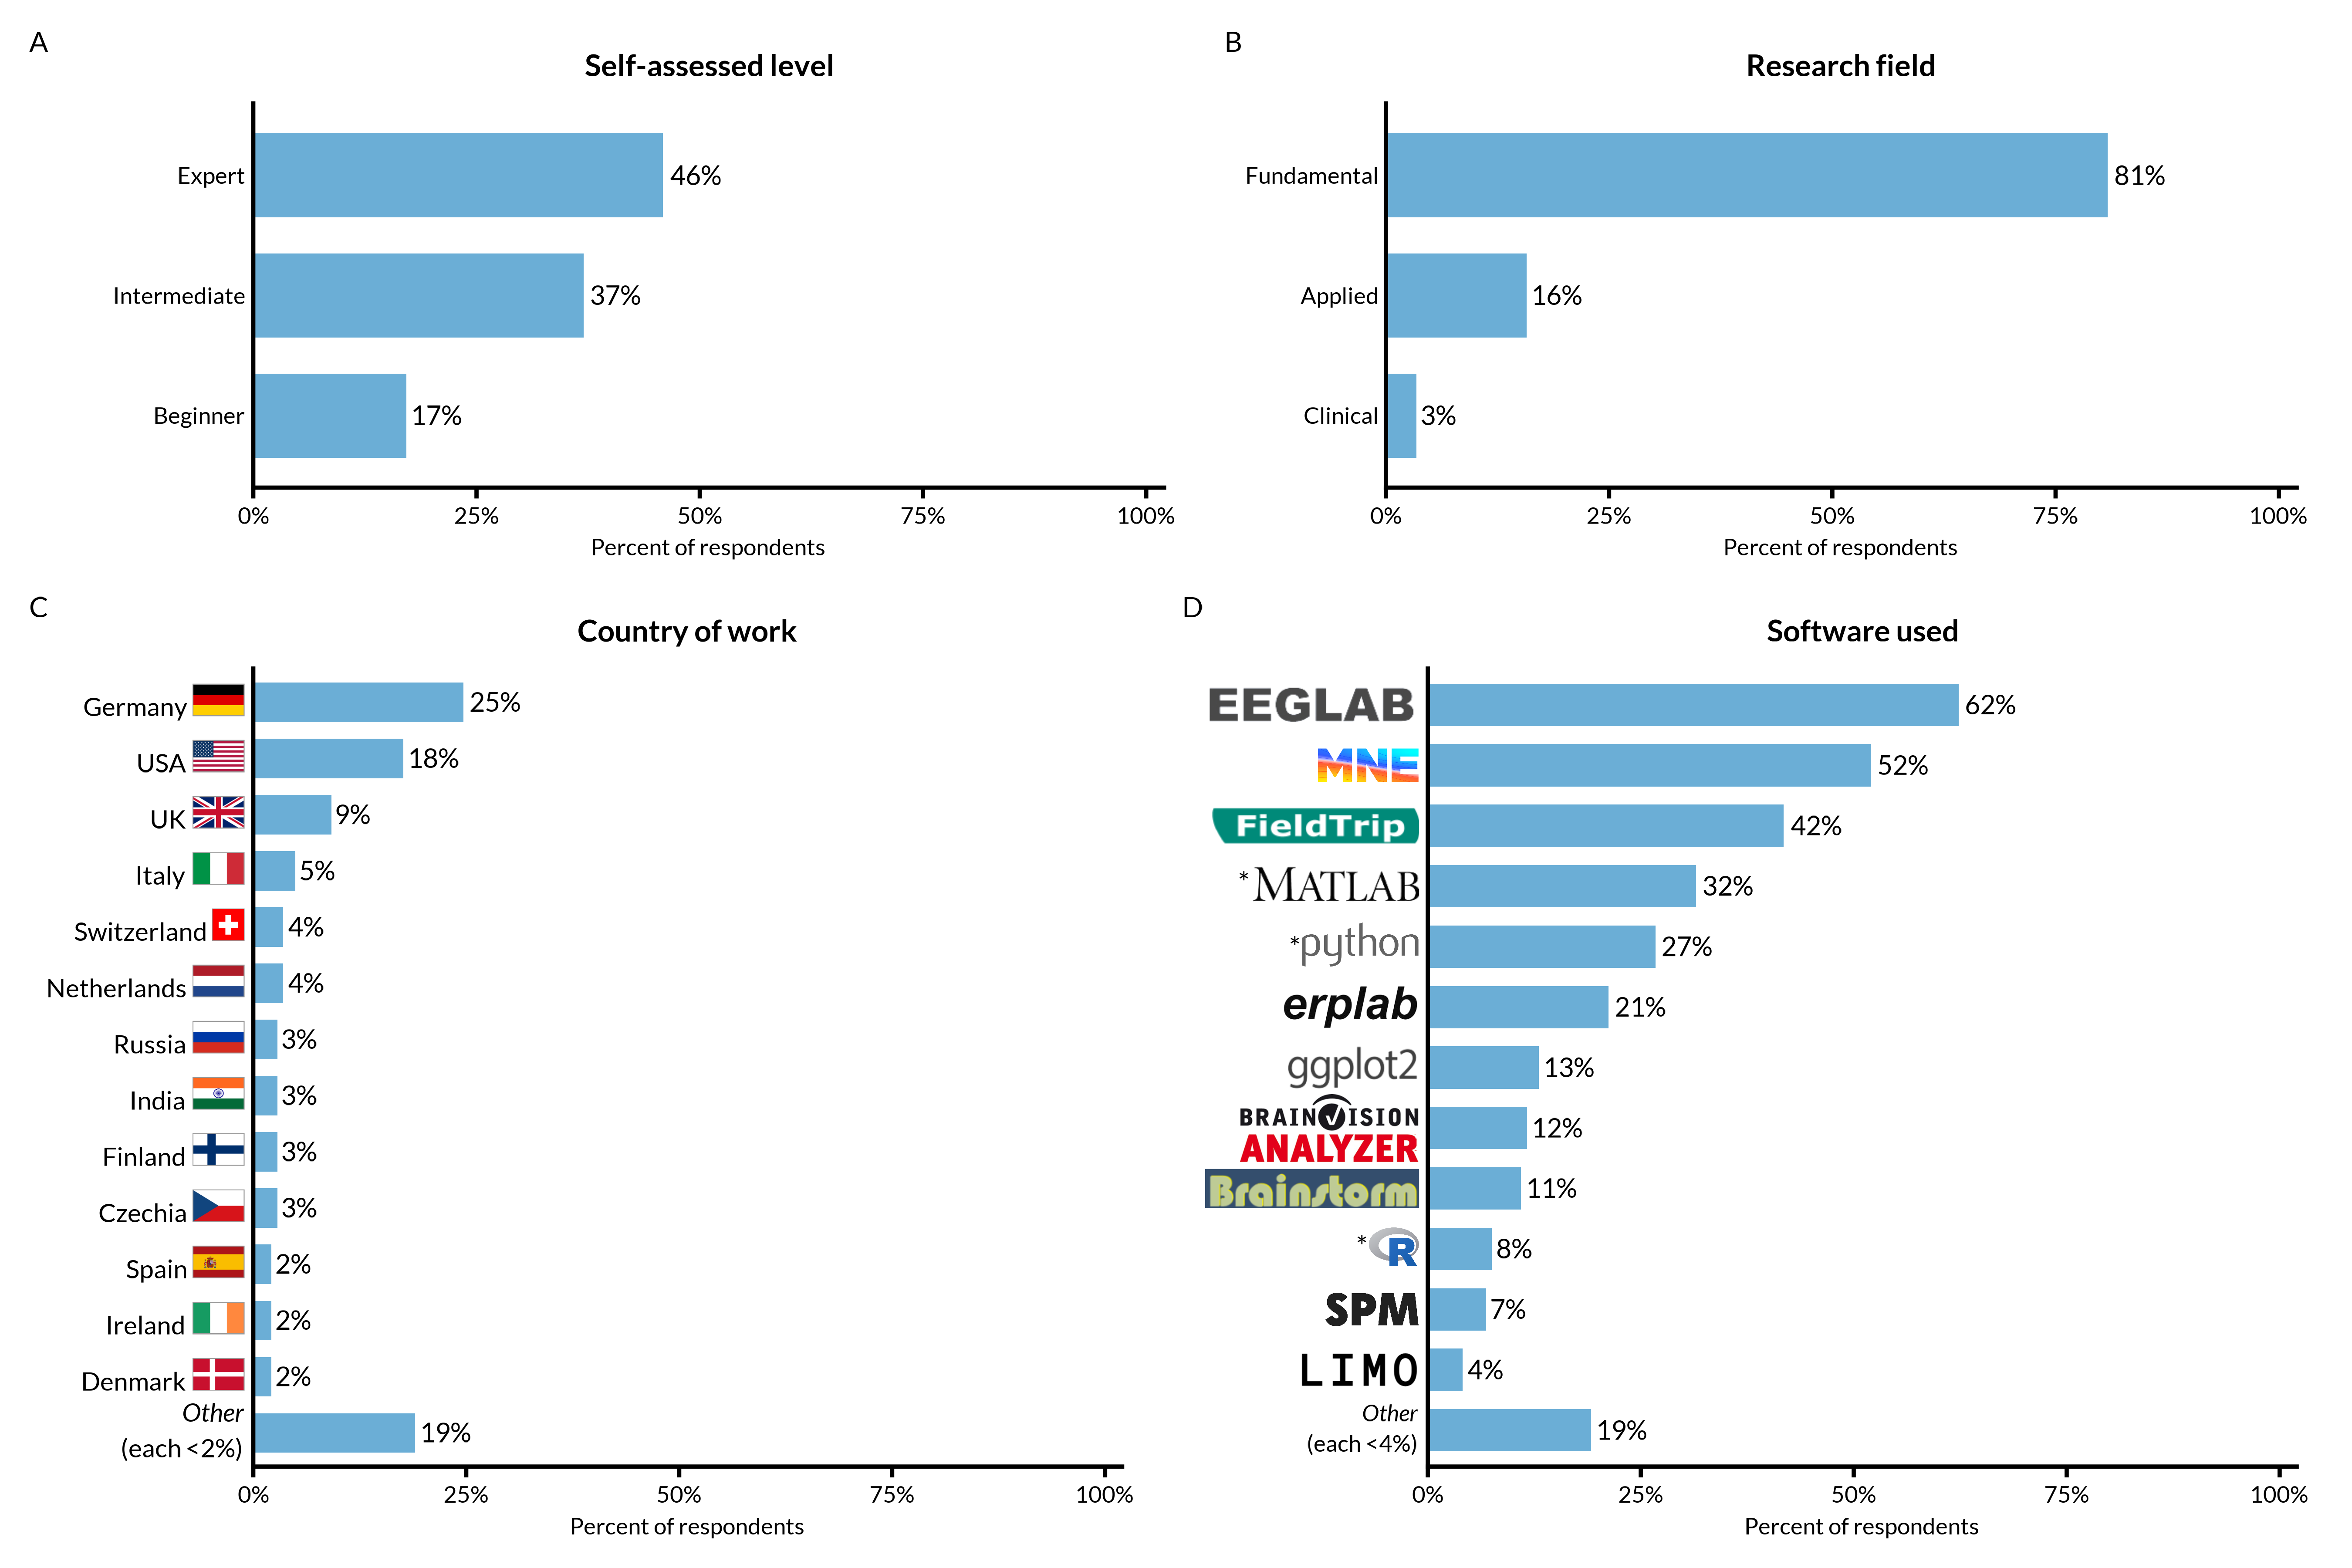 A
Self-assessed level
Expert
46%
Intermediate
37%
Beginner
17%
0%
25%
50%
75%
100%
Percent of respondents
B
Research field
Fundamental
81%
Applied
16%
Clinical
3%
0%
25%
50%
75%
100%
Percent of respondents
C
Country of work
Germany
25%
USA
18%
UK
9%
Italy
5%
Switzerland
4%
Netherlands
4%
Russia
3%
India
3%
Finland
3%
Czechia
3%
Spain
2%
Ireland
2%
Denmark
2%
Other
(each <2%)
19%
0%
25%
50%
75%
100%
Percent of respondents
D
Software used
EEGLAB
62%
MNE
52%
FieldTrip
42%
*MATLAB
32%
*python
27%
erplab
21%
ggplot2
13%
BRAINVISION
ANALYZER
12%
Brainstorm
11%
*R
8%
SPM
7%
LIMO
4%
Other
(each <4%)
19%
0%
25%
50%
75%
100%
Percent of respondents